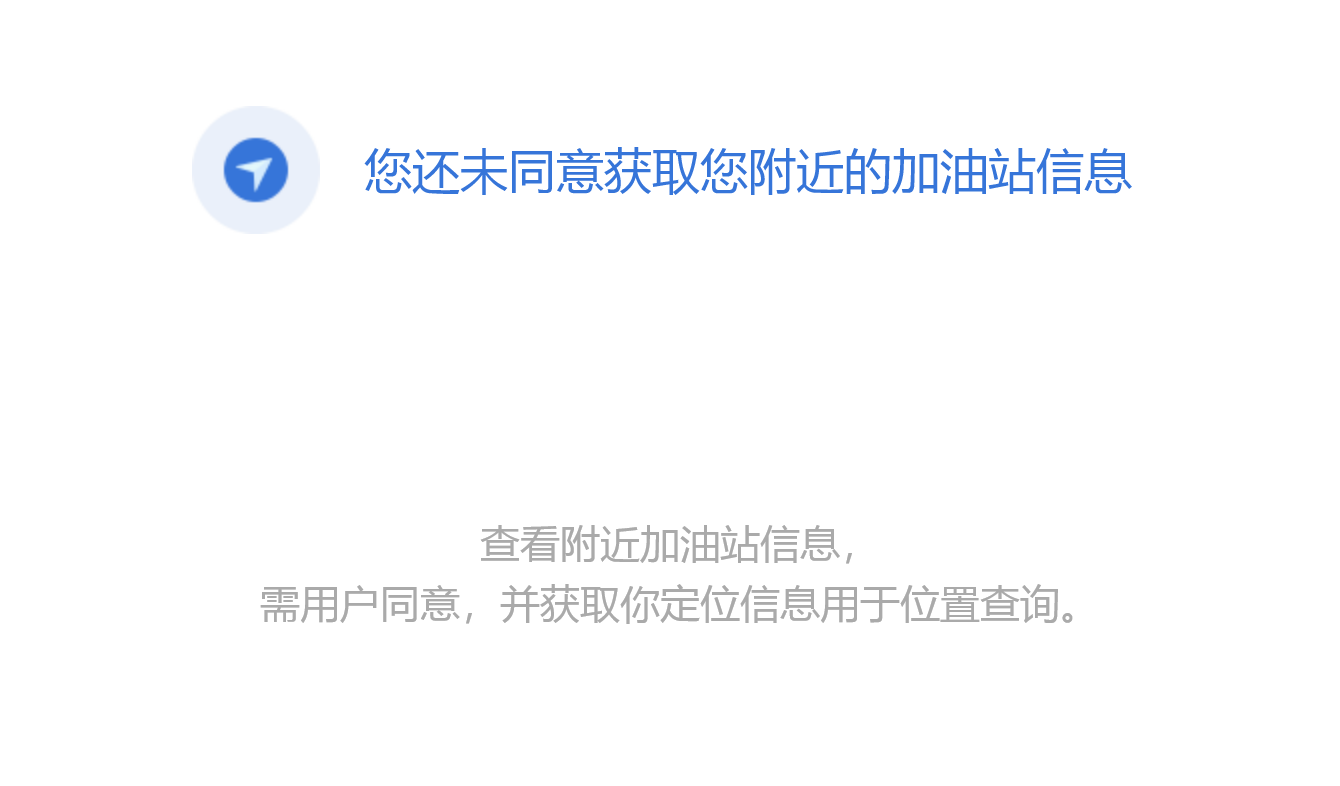 您还未同意获取您附近的加油站信息
查看附近加油站信息，
需用户同意，并获取你定位信息用于位置查询。